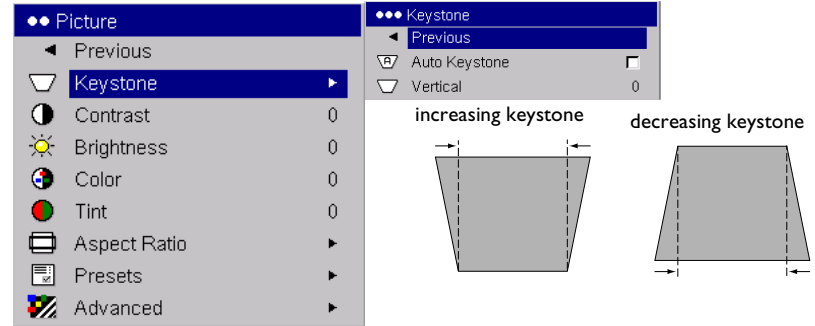 Picture
Previous
Keystone
Contrast 0
Brightness 0
Color 0
Tint 0
Aspect Ratio
Presets
Advanced
Keystone
Previous
A Auto Keystone
Vertical 0
increasing keystone
decreasing keystone